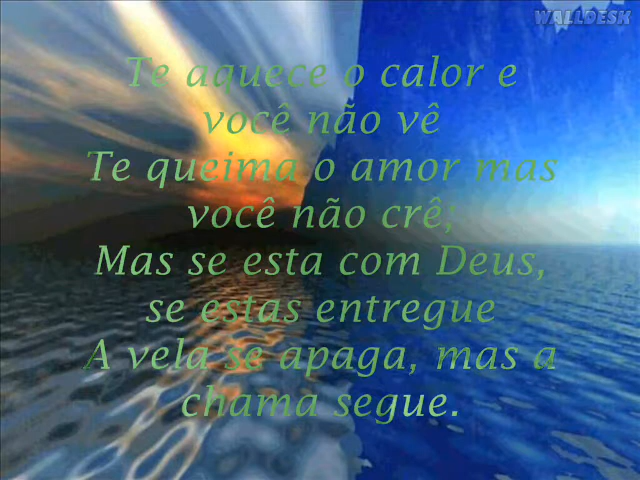 WALLDESK
Te aquece o calor e
você não vê
Te queima o amor mas
você não crê;
Mas se esta com Deus,
se estas entregue
A vela se apaga, mas a
chama segue.